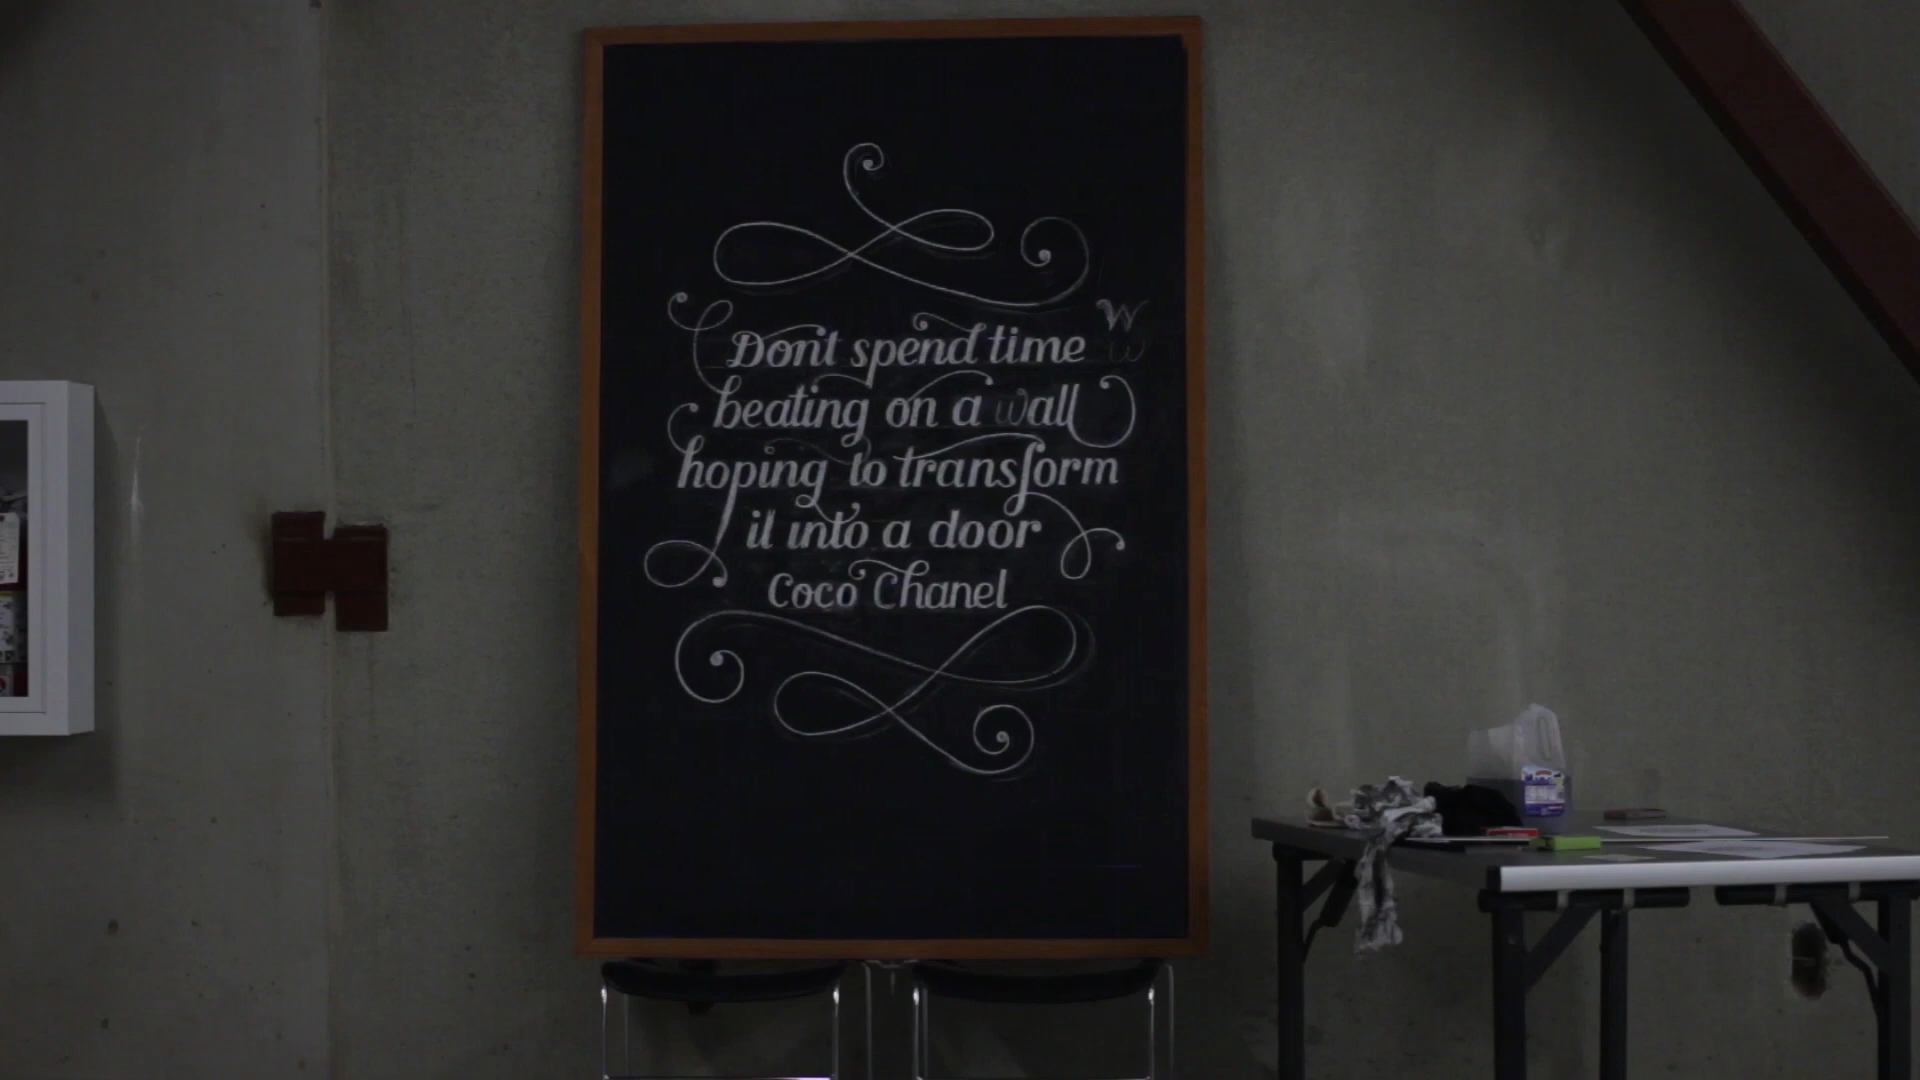 W
Don't spend time
W
beating on a wall
hoping to transform
it into a door
Coco Chanel